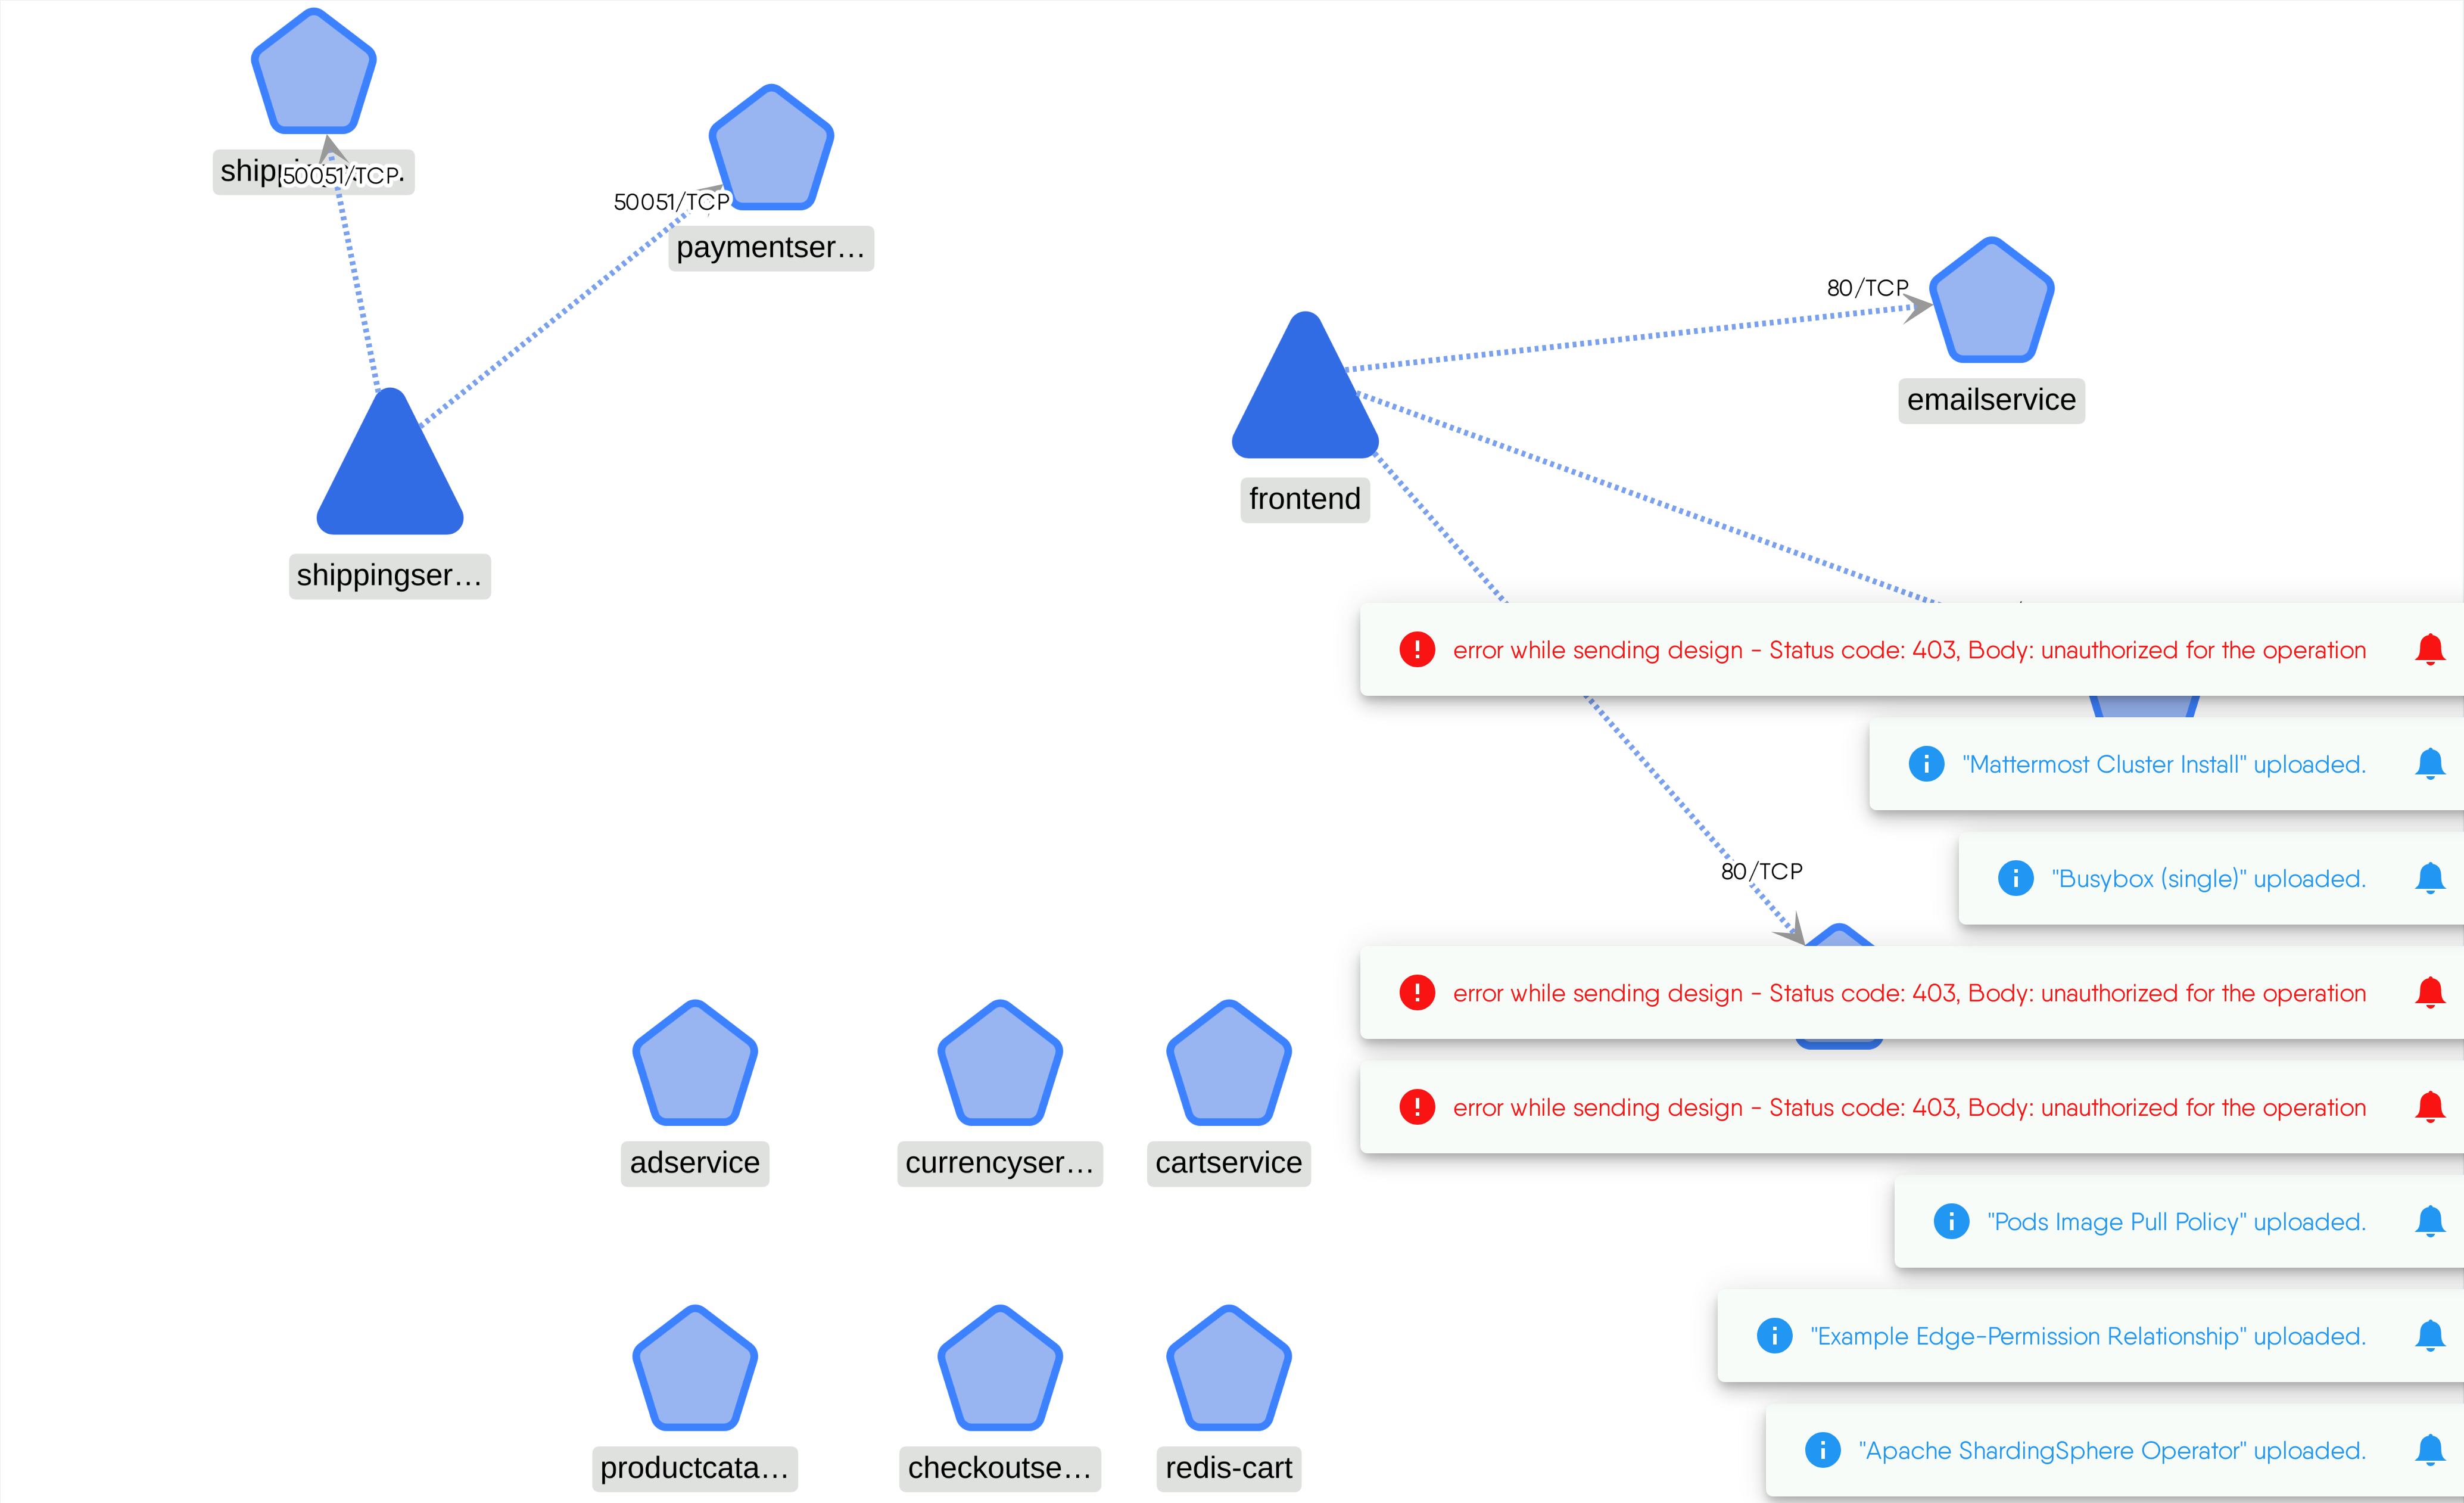 50051/TCP
50051/TCP
paymentser...
80/TCP
emailservice
frontend
shippingser...
error while sending design - Status code: 403, Body: unauthorized for the operation
"Mattermost Cluster Install" uploaded.
80/TCP
"Busybox (single)" uploaded.
error while sending design - Status code: 403, Body: unauthorized for the operation
error while sending design - Status code: 403, Body: unauthorized for the operation
adservice
currencyser...
cartservice
"Pods Image Pull Policy" uploaded.
"Example Edge-Permission Relationship" uploaded.
"Apache ShardingSphere Operator" uploaded.
productcata...
checkoutse...
redis-cart